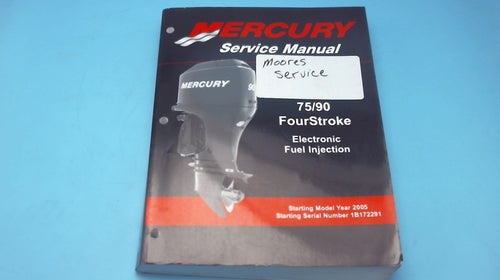 MERCURY
Service Manual
Moores
Service
MERCURY
90
75/90
FourStroke
Electronic
Fuel Injection
Starting Model Year 2005
Starting Serial Number 1B172291